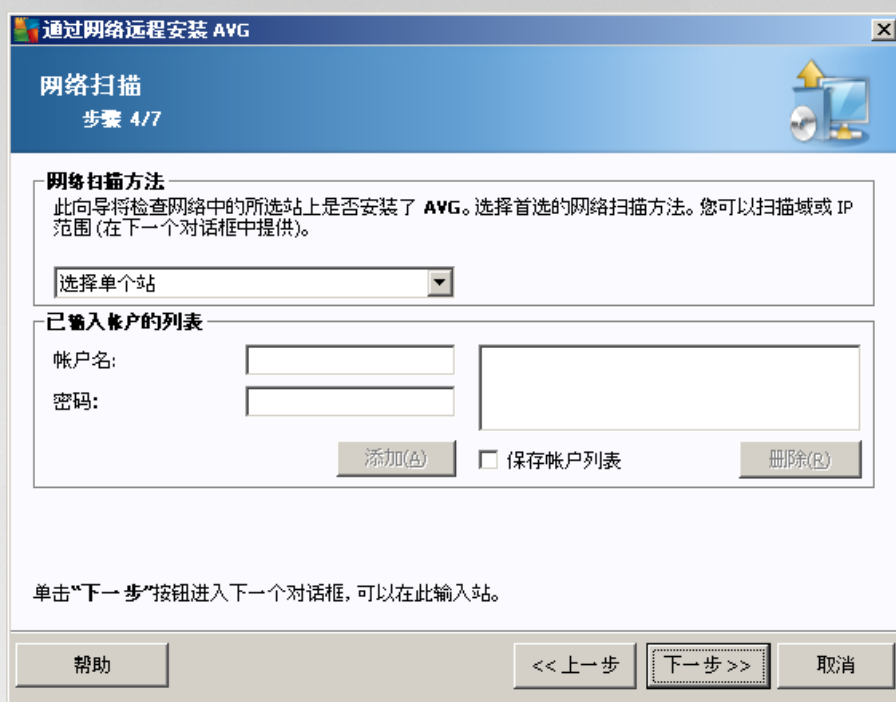 通过网络远程安装 AVG
网络扫描
步骤 4/7
网络扫描方法
此向导将检查网络中的所选站上是否安装了 AVG。选择首选的网络扫描方法。您可以扫描域或 IP
范围 (在下一个对话框中提供)。
选择单个站
已输入帐户的列表
帐户名:
密码:
添加(A)
保存帐户列表
删除(R)
单击“下一步”按钮进入下一个对话框, 可以在此输入站。
帮助
<< 上一步
下一步 >>
取消